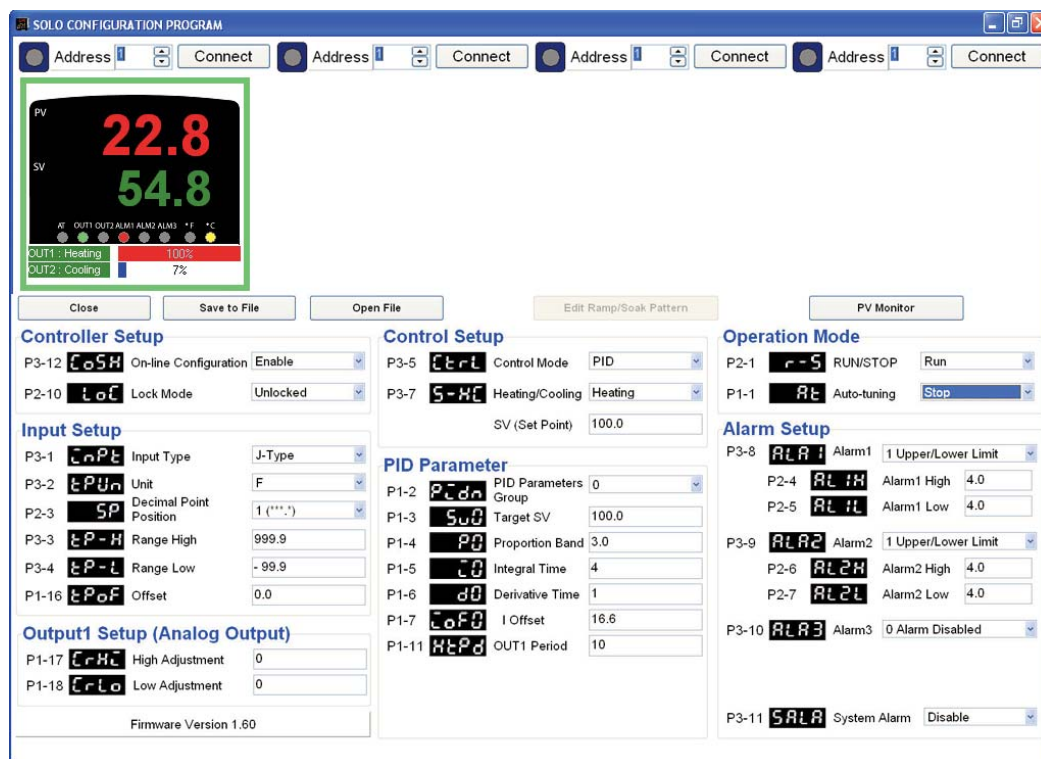 SOLO CONFIGURATION PROGRAM
Address 1 Connect Address 1 Connect Address 1 Connect Address 1 Connect
PV
22.8
SV
54.8
AT OUT1 OUT2 ALM1 ALM2 ALM3 °F °C
OUT1 : Heating 100%
OUT2 : Cooling 7%
Close Save to File Open File Edit Ramp/Soak Pattern PV Monitor
Controller Setup
P3-12 CoSH On-line Configuration Enable
P2-10 LoC Lock Mode Unlocked
Input Setup
P3-1 InPt Input Type J-Type
P3-2 tPUn Unit F
P2-3 SP Decimal Point Position 1 (***.*)
P3-3 tP-H Range High 999.9
P3-4 tP-L Range Low - 99.9
P1-16 tPoF Offset 0.0
Output1 Setup (Analog Output)
P1-17 CrHI High Adjustment 0
P1-18 CrLo Low Adjustment 0
Firmware Version 1.60
Control Setup
P3-5 CtrL Control Mode PID
P3-7 S-HC Heating/Cooling Heating
SV (Set Point) 100.0
PID Parameter
P1-2 PIdn PID Parameters Group 0
P1-3 Sv0 Target SV 100.0
P1-4 P0 Proportion Band 3.0
P1-5 I0 Integral Time 4
P1-6 d0 Derivative Time 1
P1-7 IoF0 I Offset 16.6
P1-11 HtPd OUT1 Period 10
Operation Mode
P2-1 r-S RUN/STOP Run
P1-1 At Auto-tuning Stop
Alarm Setup
P3-8 ALA1 Alarm1 1 Upper/Lower Limit
P2-4 AL1H Alarm1 High 4.0
P2-5 AL1L Alarm1 Low 4.0
P3-9 ALA2 Alarm2 1 Upper/Lower Limit
P2-6 AL2H Alarm2 High 4.0
P2-7 AL2L Alarm2 Low 4.0
P3-10 ALA3 Alarm3 0 Alarm Disabled
P3-11 SALA System Alarm Disable